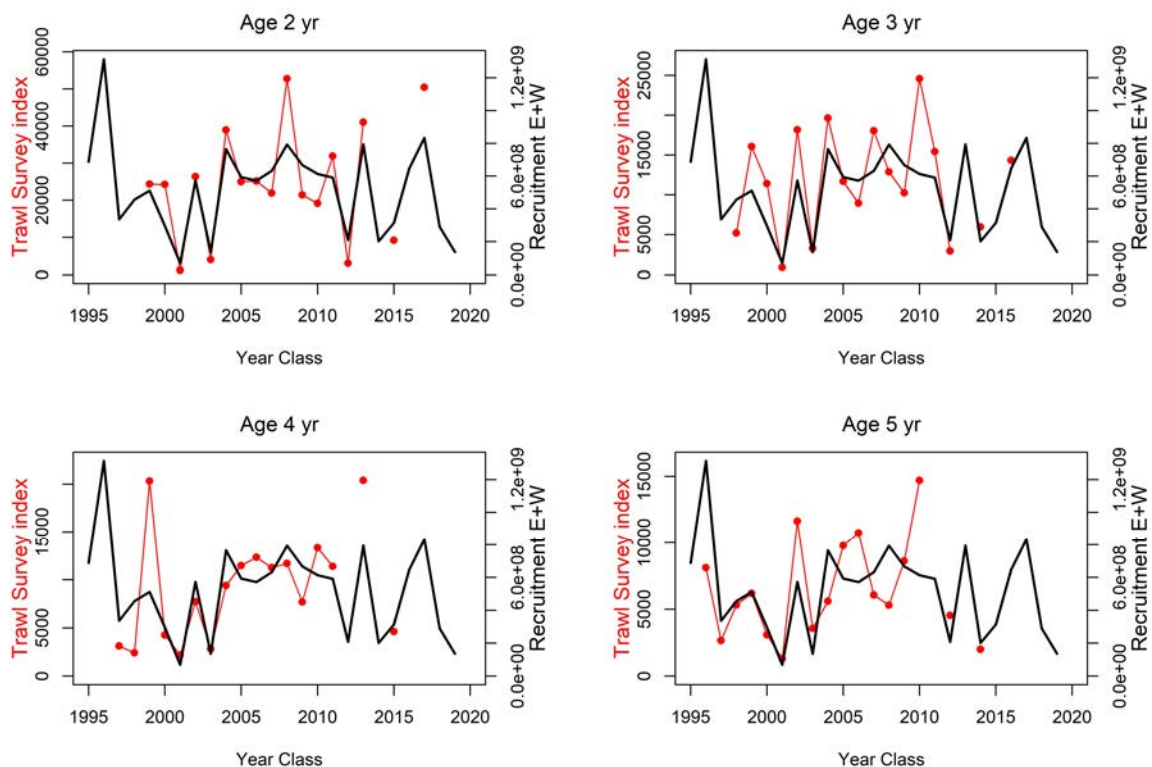 Age 2 yr
Trawl Survey index
0 20000 40000 60000
0.0e+00 6.0e+08 1.2e+09
Recruitment E+W
1995 2000 2005 2010 2015 2020
Year Class
Age 3 yr
Trawl Survey index
0 5000 15000 25000
0.0e+00 6.0e+08 1.2e+09
Recruitment E+W
1995 2000 2005 2010 2015 2020
Year Class
Age 4 yr
Trawl Survey index
0 5000 15000
0.0e+00 6.0e+08 1.2e+09
Recruitment E+W
1995 2000 2005 2010 2015 2020
Year Class
Age 5 yr
Trawl Survey index
0 5000 10000 15000
0.0e+00 6.0e+08 1.2e+09
Recruitment E+W
1995 2000 2005 2010 2015 2020
Year Class